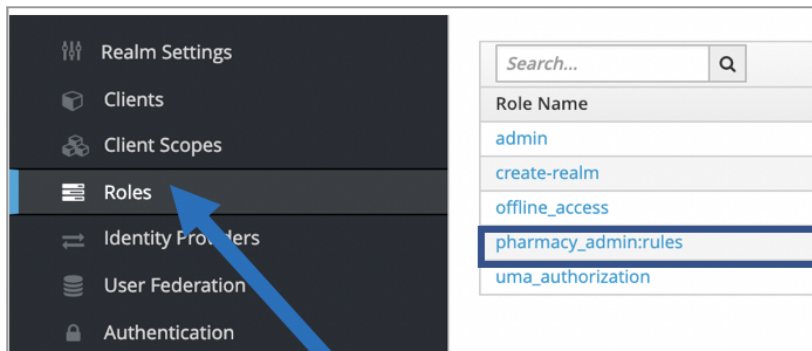 Realm Settings
Clients
Client Scopes
Roles
Identity Providers
User Federation
Authentication
Search...
Role Name
admin
create-realm
offline_access
pharmacy_admin:rules
uma_authorization